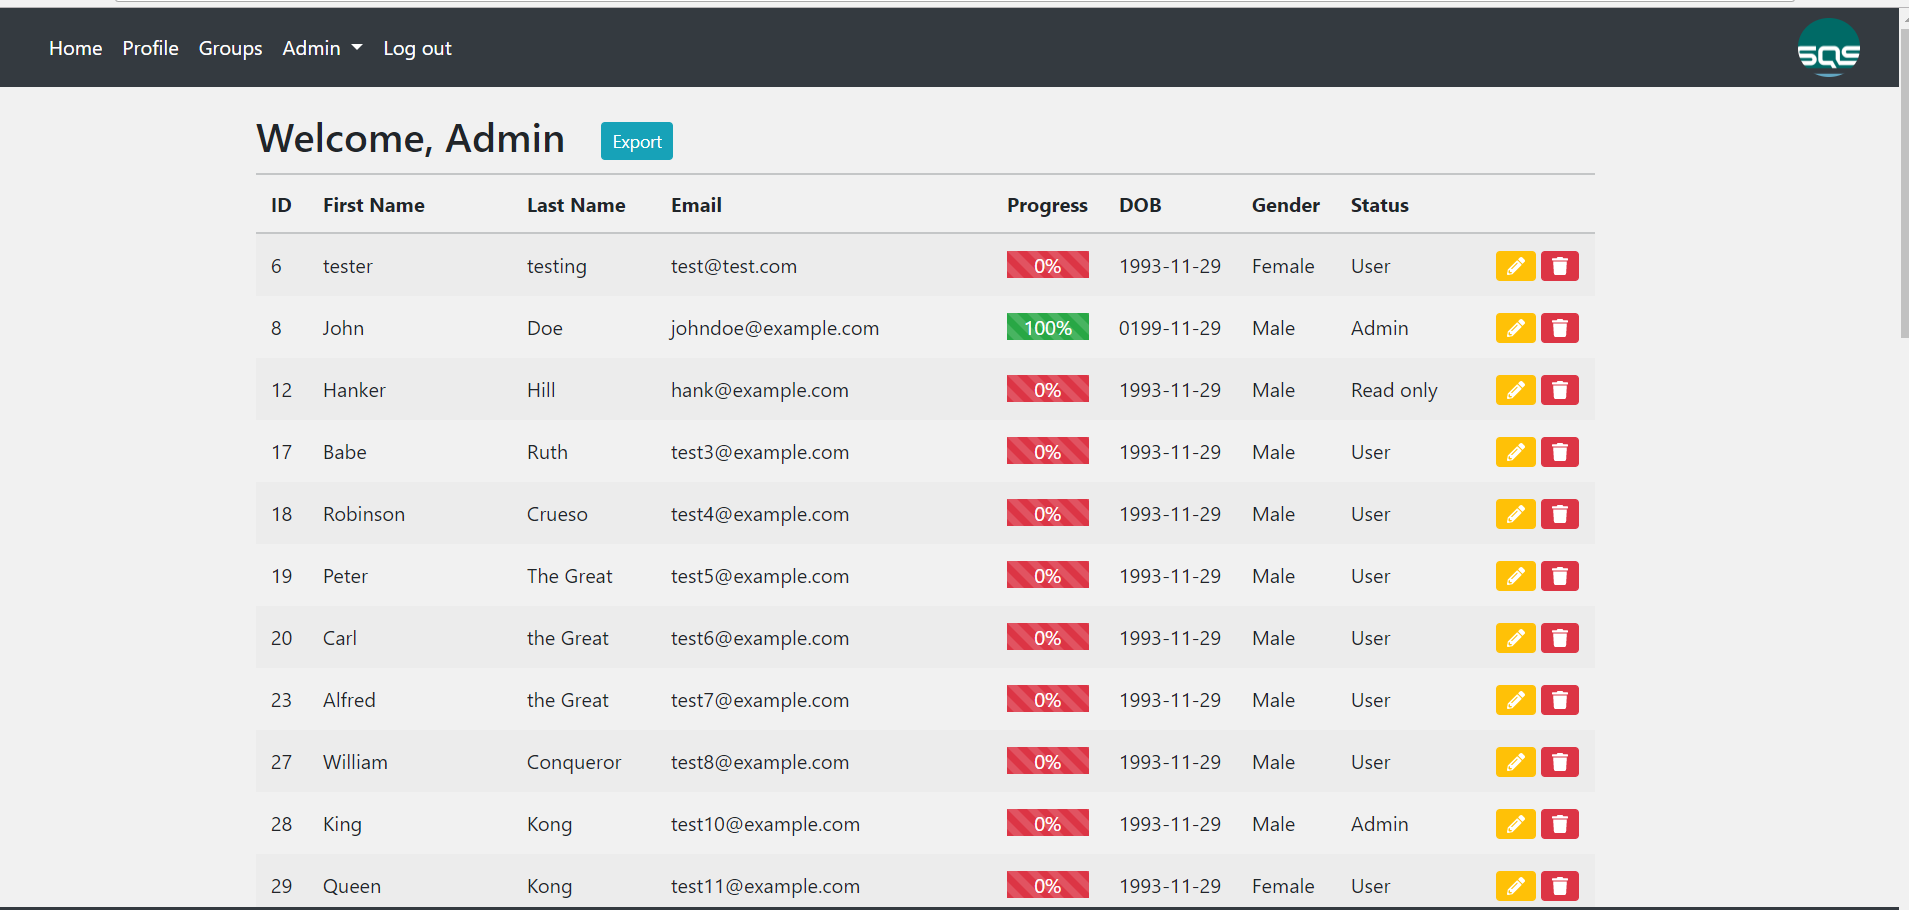 Home Profile Groups Admin Log out
SQS
Welcome, Admin Export
ID First Name Last Name Email Progress DOB Gender Status
6 tester testing test@test.com 0% 1993-11-29 Female User
8 John Doe johndoe@example.com 100% 0199-11-29 Male Admin
12 Hanker Hill hank@example.com 0% 1993-11-29 Male Read only
17 Babe Ruth test3@example.com 0% 1993-11-29 Male User
18 Robinson Crueso test4@example.com 0% 1993-11-29 Male User
19 Peter The Great test5@example.com 0% 1993-11-29 Male User
20 Carl the Great test6@example.com 0% 1993-11-29 Male User
23 Alfred the Great test7@example.com 0% 1993-11-29 Male User
27 William Conqueror test8@example.com 0% 1993-11-29 Male User
28 King Kong test10@example.com 0% 1993-11-29 Male Admin
29 Queen Kong test11@example.com 0% 1993-11-29 Female User